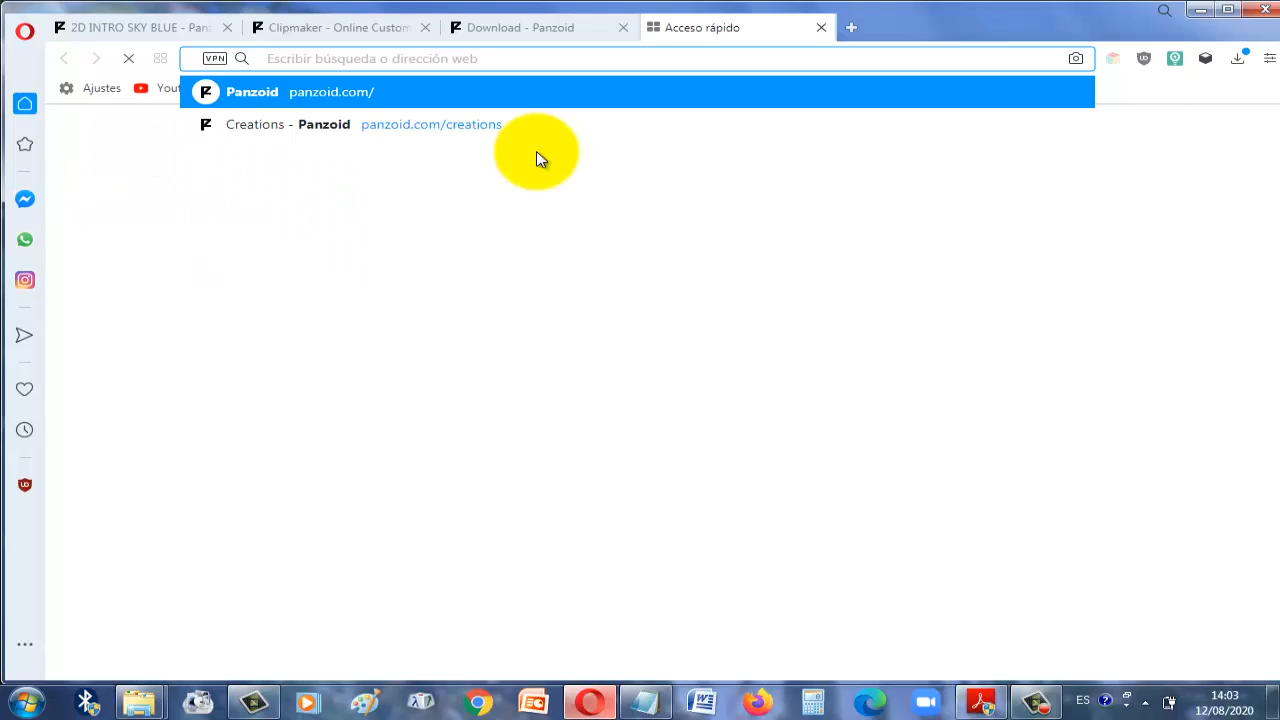 2D INTRO SKY BLUE - Panz
Clipmaker - Online Custom
Download - Panzoid
Acceso rápido
VPN
Escribir búsqueda o dirección web
Ajustes
Yout
Panzoid panzoid.com/
Creations - Panzoid panzoid.com/creations
ES
14:03
12/08/2020